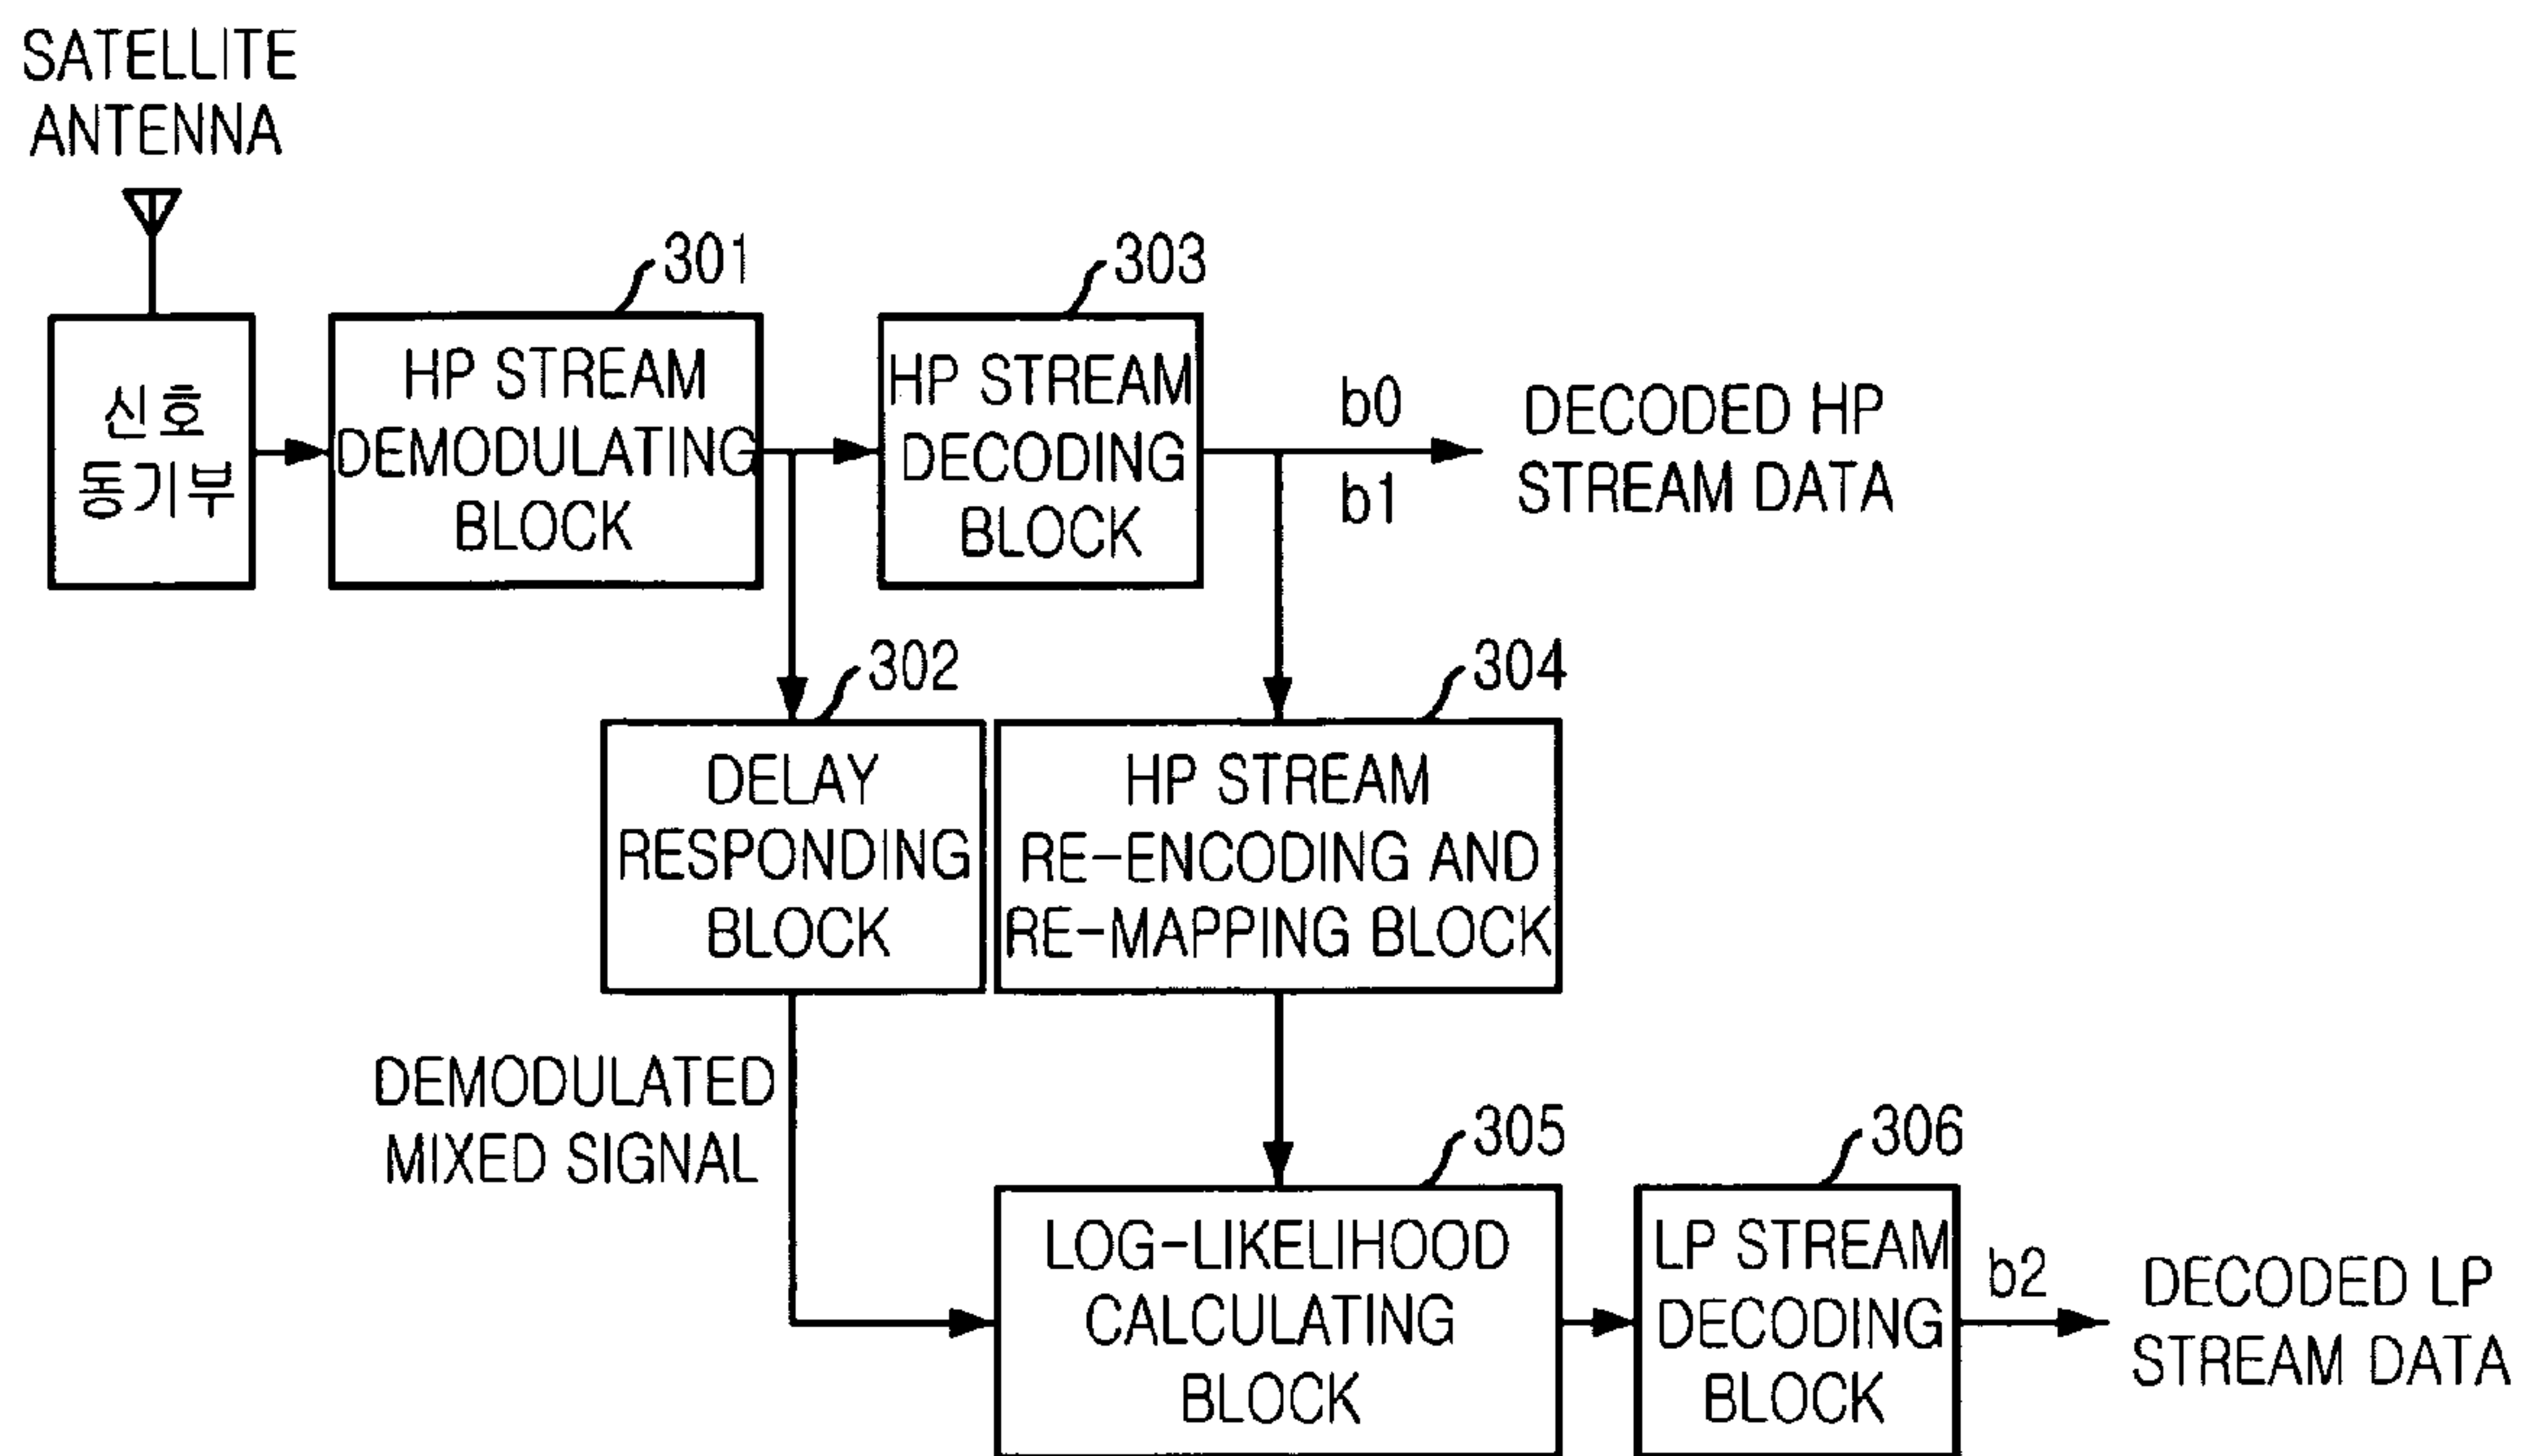 SATELLITE
ANTENNA
301
303
신호
동기부
HP STREAM
DEMODULATING
BLOCK
HP STREAM
DECODING
BLOCK
b0
b1
DECODED HP
STREAM DATA
302
304
DELAY
RESPONDING
BLOCK
HP STREAM
RE-ENCODING AND
RE-MAPPING BLOCK
DEMODULATED
MIXED SIGNAL
305
306
LOG-LIKELIHOOD
CALCULATING
BLOCK
LP STREAM
DECODING
BLOCK
b2
DECODED LP
STREAM DATA